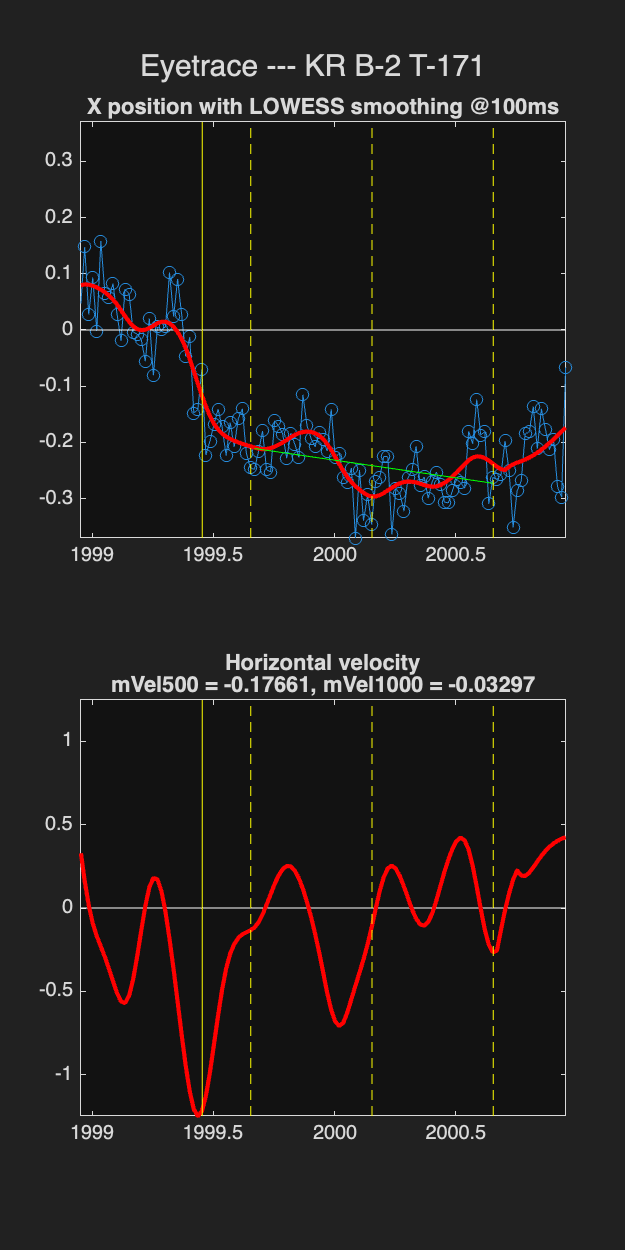 Eyetrace --- KR B-2 T-171
X position with LOWESS smoothing @100ms
0.3
0.2
0.1
0
-0.1
-0.2
-0.3
1999 1999.5 2000 2000.5
Horizontal velocity
mVel500 = -0.17661, mVel1000 = -0.03297
1
0.5
0
-0.5
-1
1999 1999.5 2000 2000.5